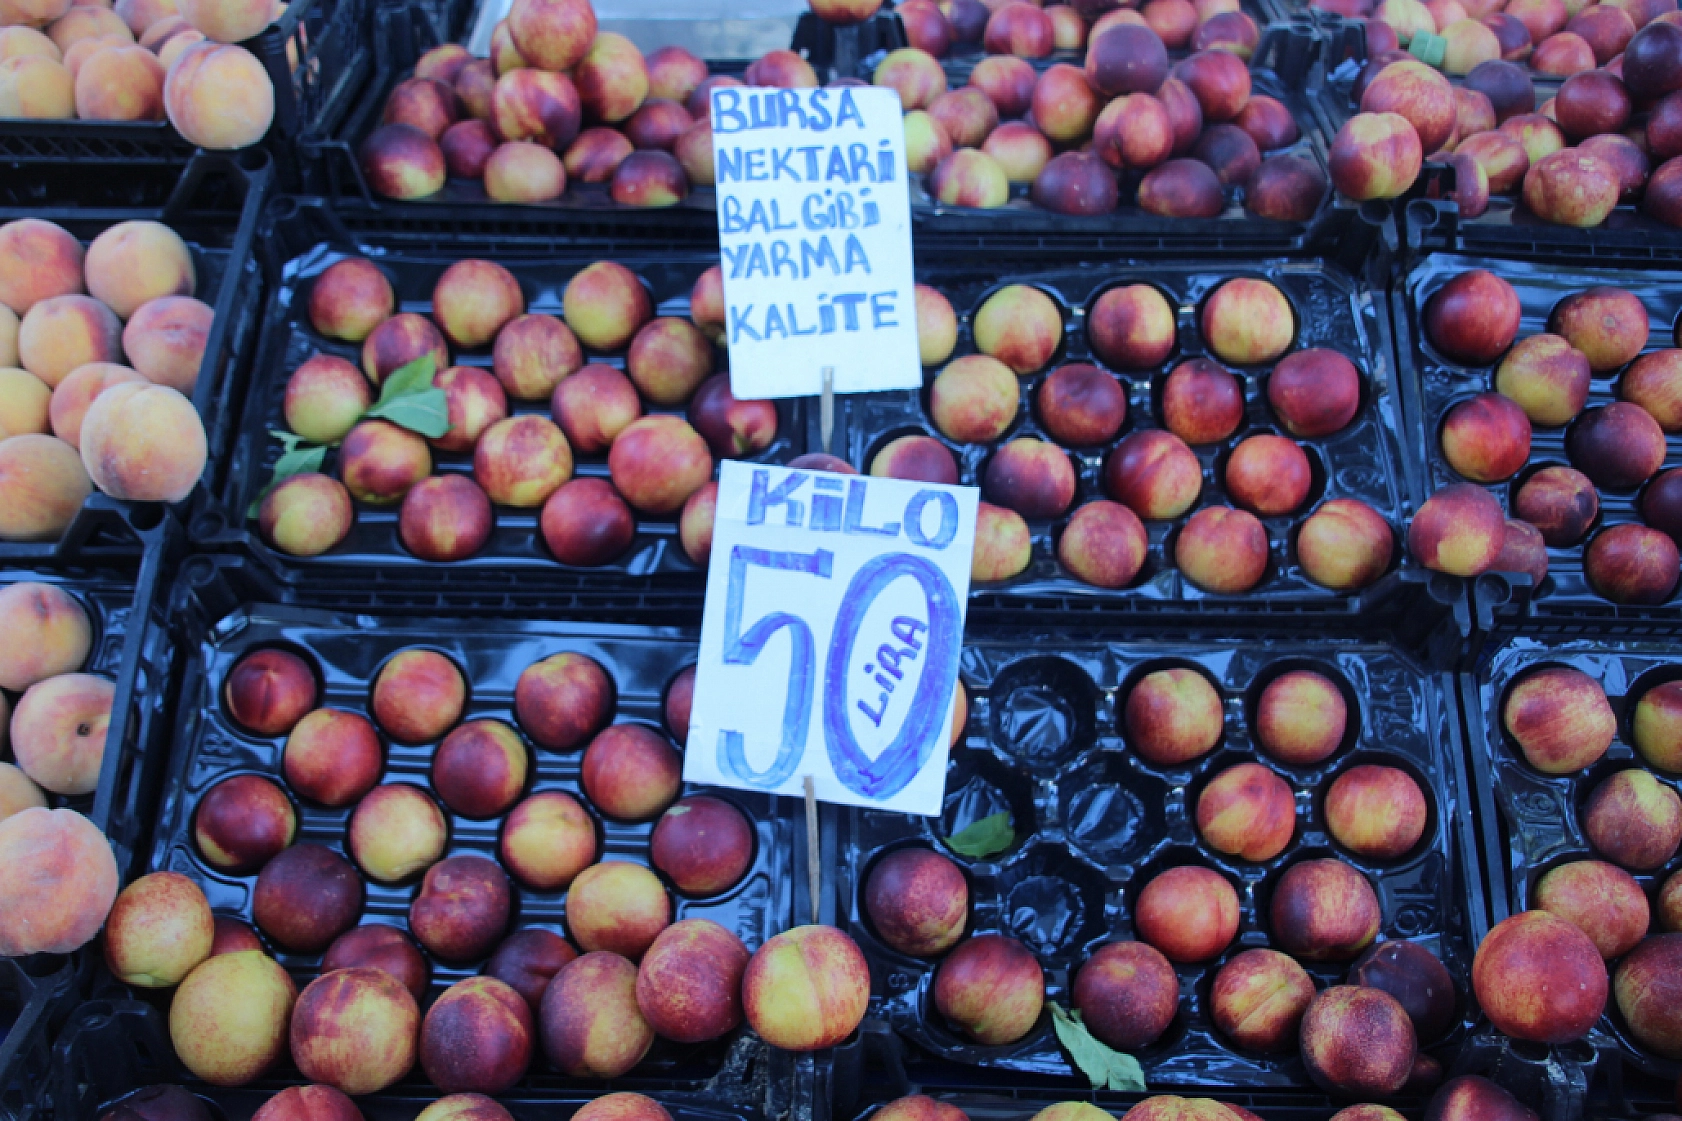 BURSA
NEKTARİ
BAL GİBİ
YARMA
KALİTE
KİLO
50
LİRA